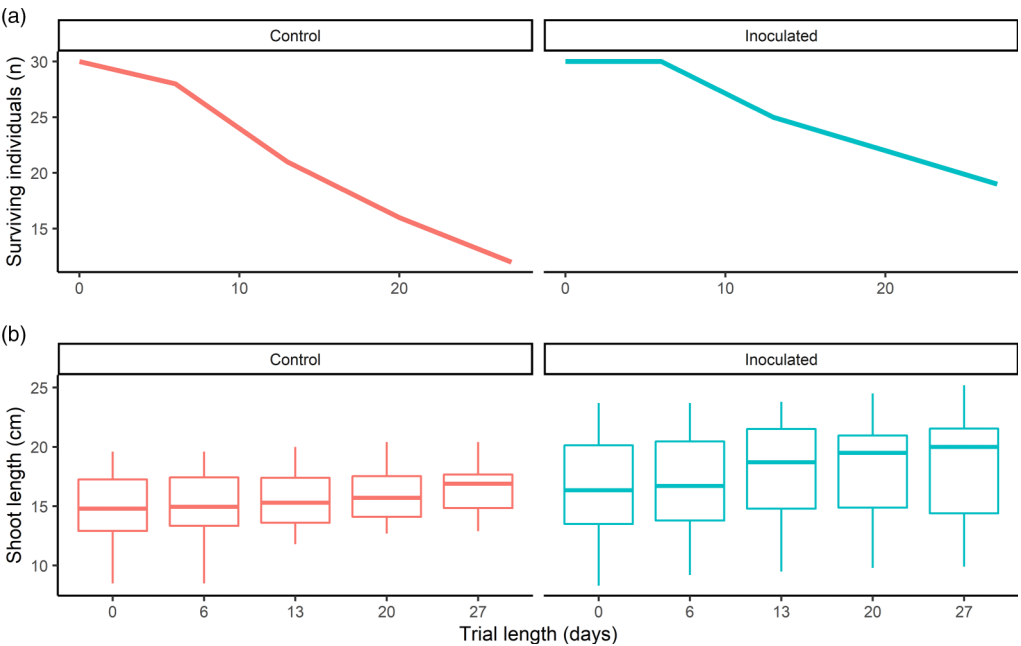 (a)
Control
Inoculated
Surviving individuals (n)
30
25
20
15
0 10 20
0 10 20
(b)
Control
Inoculated
Shoot length (cm)
25
20
15
10
0 6 13 20 27
0 6 13 20 27
Trial length (days)